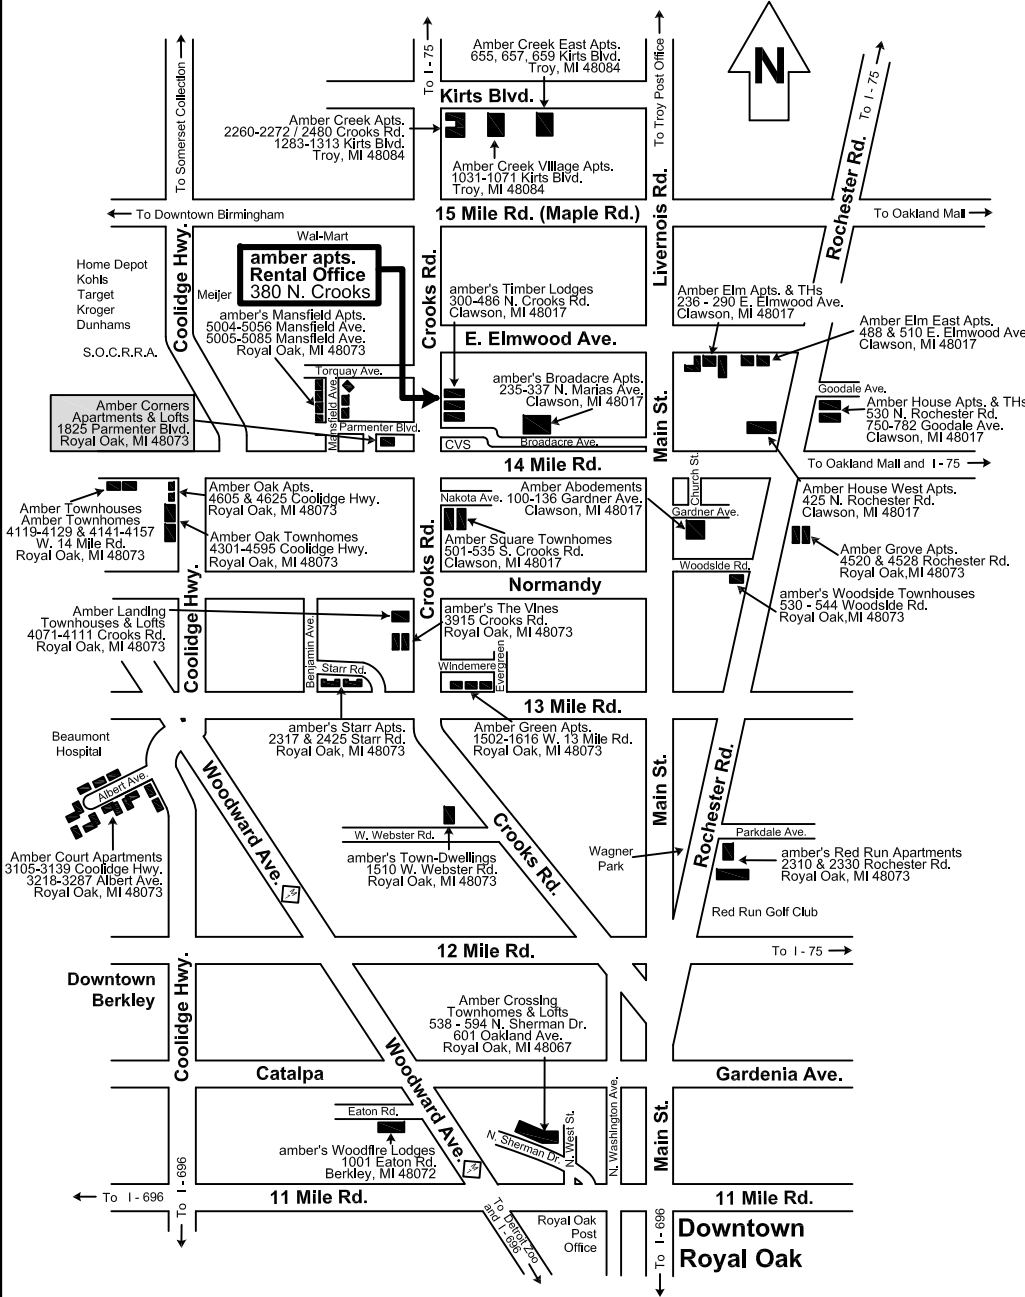 To I - 75
Amber Creek East Apts.
655, 657, 659 Kirts Blvd.
Troy, MI 48084
To Troy Post Office
N
To I - 75
To Somerset Collection
Kirts Blvd.
Amber Creek Apts.
2260-2272 / 2480 Crooks Rd.
1283-1313 Kirts Blvd.
Troy, MI 48084
Amber Creek Village Apts.
1031-1071 Kirts Blvd.
Troy, MI 48084
Livernois Rd.
Rochester Rd.
To Downtown Birmingham
15 Mile Rd. (Maple Rd.)
To Oakland Mall
Coolidge Hwy.
Wal-Mart
Crooks Rd.
amber apts.
Rental Office
380 N. Crooks
Home Depot
Kohls
Target
Kroger
Dunhams
S.O.C.R.R.A.
Meijer
amber's Mansfield Apts.
5004-5056 Mansfield Ave.
5005-5085 Mansfield Ave.
Royal Oak, MI 48073
amber's Timber Lodges
300-486 N. Crooks Rd.
Clawson, MI 48017
Amber Elm Apts. & THs
236 - 290 E. Elmwood Ave.
Clawson, MI 48017
Amber Elm East Apts.
488 & 510 E. Elmwood Ave
Clawson, MI 48017
E. Elmwood Ave.
Torquay Ave.
Mansfield Ave.
Parmenter Blvd.
amber's Broadacre Apts.
235-337 N. Marias Ave.
Clawson, MI 48017
Main St.
Goodale Ave.
Amber House Apts. & THs
530 N. Rochester Rd.
750-782 Goodale Ave.
Clawson, MI 48017
Amber Corners
Apartments & Lofts
1825 Parmenter Blvd.
Royal Oak, MI 48073
CVS
Broadacre Ave.
14 Mile Rd.
To Oakland Mall and I - 75
Amber Townhouses
Amber Townhomes
4119-4129 & 4141-4157
W. 14 Mile Rd.
Royal Oak, MI 48073
Amber Oak Apts.
4605 & 4625 Coolidge Hwy.
Royal Oak, MI 48073
Amber Oak Townhomes
4301-4595 Coolidge Hwy.
Royal Oak, MI 48073
Nakota Ave.
Amber Abodements
100-136 Gardner Ave.
Clawson, MI 48017
Church St.
Gardner Ave.
Amber House West Apts.
425 N. Rochester Rd.
Clawson, MI 48017
Crooks Rd.
Amber Square Townhomes
501-535 S. Crooks Rd.
Clawson, MI 48017
Amber Grove Apts.
4520 & 4528 Rochester Rd.
Royal Oak,MI 48073
Coolidge Hwy.
Normandy
Woodside Rd.
amber's Woodside Townhouses
530 - 544 Woodside Rd.
Royal Oak,MI 48073
Amber Landing
Townhouses & Lofts
4071-4111 Crooks Rd.
Royal Oak, MI 48073
Benjamin Ave.
amber's The Vines
3915 Crooks Rd.
Royal Oak, MI 48073
Starr Rd.
Windemere
Evergreen
13 Mile Rd.
amber's Starr Apts.
2317 & 2425 Starr Rd.
Royal Oak, MI 48073
Amber Green Apts.
1502-1616 W. 13 Mile Rd.
Royal Oak, MI 48073
Beaumont
Hospital
Albert Ave.
Woodward Ave.
Main St.
Rochester Rd.
Crooks Rd.
W. Webster Rd.
amber's Town-Dwellings
1510 W. Webster Rd.
Royal Oak, MI 48073
Wagner
Park
Parkdale Ave.
amber's Red Run Apartments
2310 & 2330 Rochester Rd.
Royal Oak, MI 48073
Amber Court Apartments
3105-3139 Coolidge Hwy.
3218-3287 Albert Ave.
Royal Oak, MI 48073
Red Run Golf Club
12 Mile Rd.
To I - 75
Downtown
Berkley
Coolidge Hwy.
Amber Crossing
Townhomes & Lofts
538 - 594 N. Sherman Dr.
601 Oakland Ave.
Royal Oak, MI 48067
Catalpa
Woodward Ave.
Gardenia Ave.
Eaton Rd.
amber's Woodfire Lodges
1001 Eaton Rd.
Berkley, MI 48072
N. Sherman Dr.
N. West St.
N. Washington Ave.
Main St.
To I - 696
To I - 696
11 Mile Rd.
11 Mile Rd.
To Detroit Zoo
and I - 696
Royal Oak
Post
Office
To I - 696
Downtown
Royal Oak